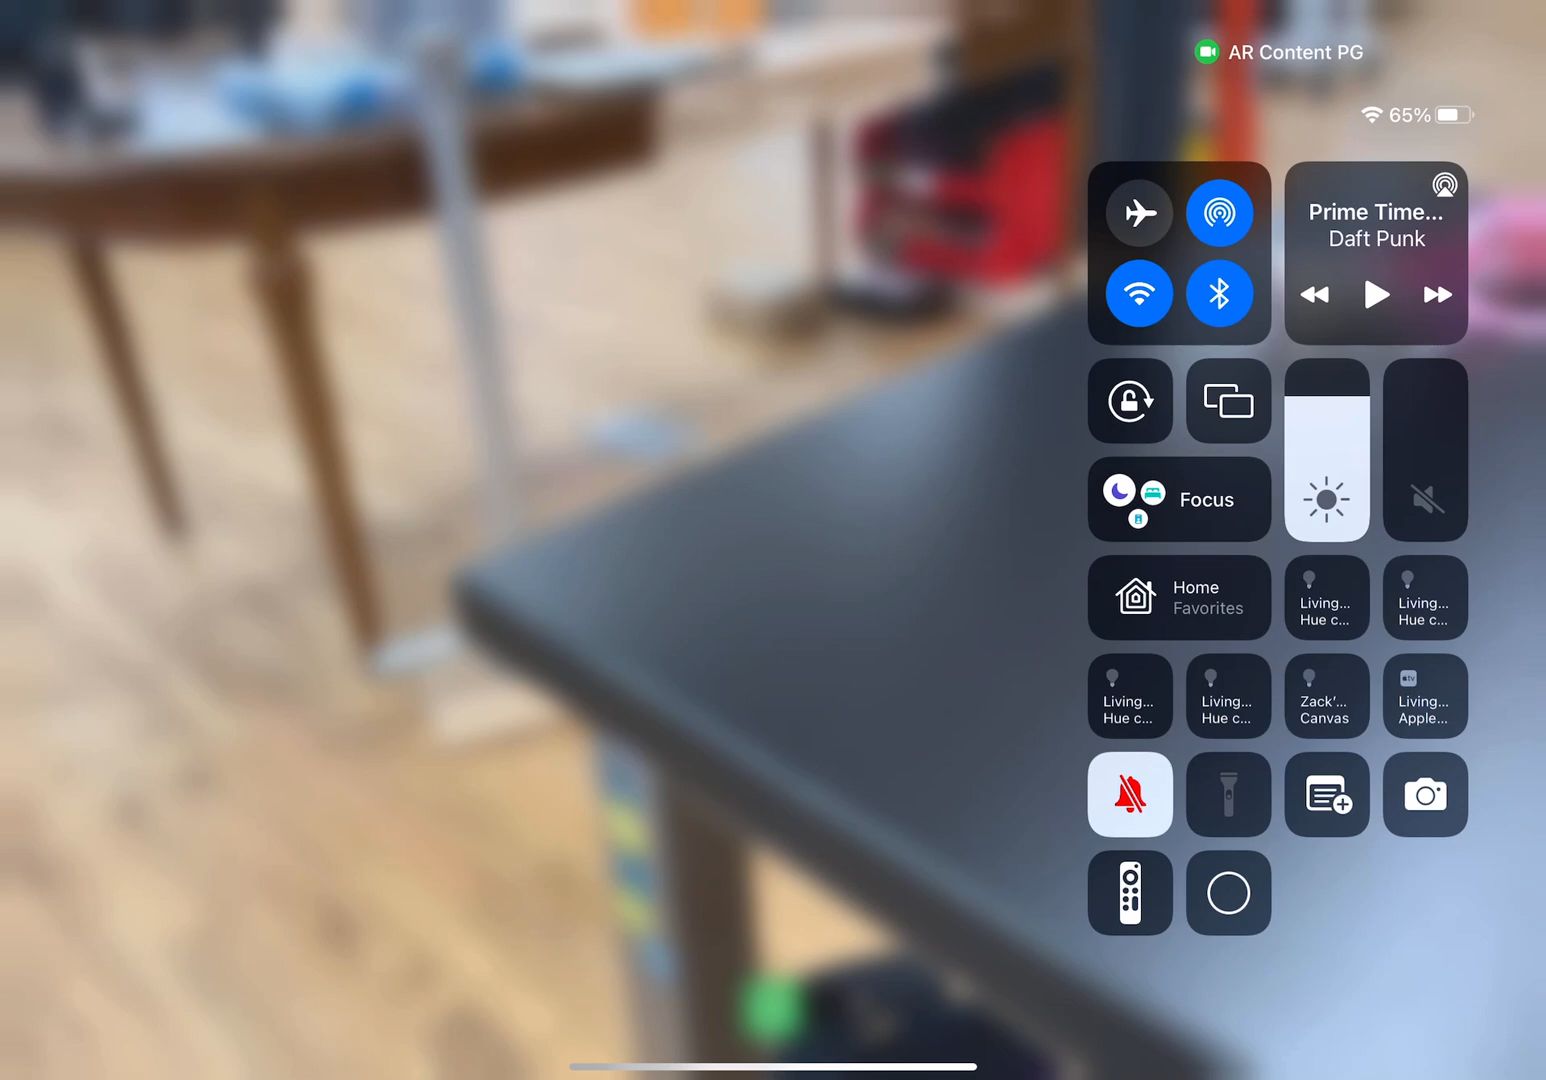 AR Content PG
65%
Prime Time...
Daft Punk
Focus
Home
Favorites
Living...
Hue c...
Living...
Hue c...
Living...
Hue c...
Living...
Hue c...
Zack’...
Canvas
tv
Living...
Apple...